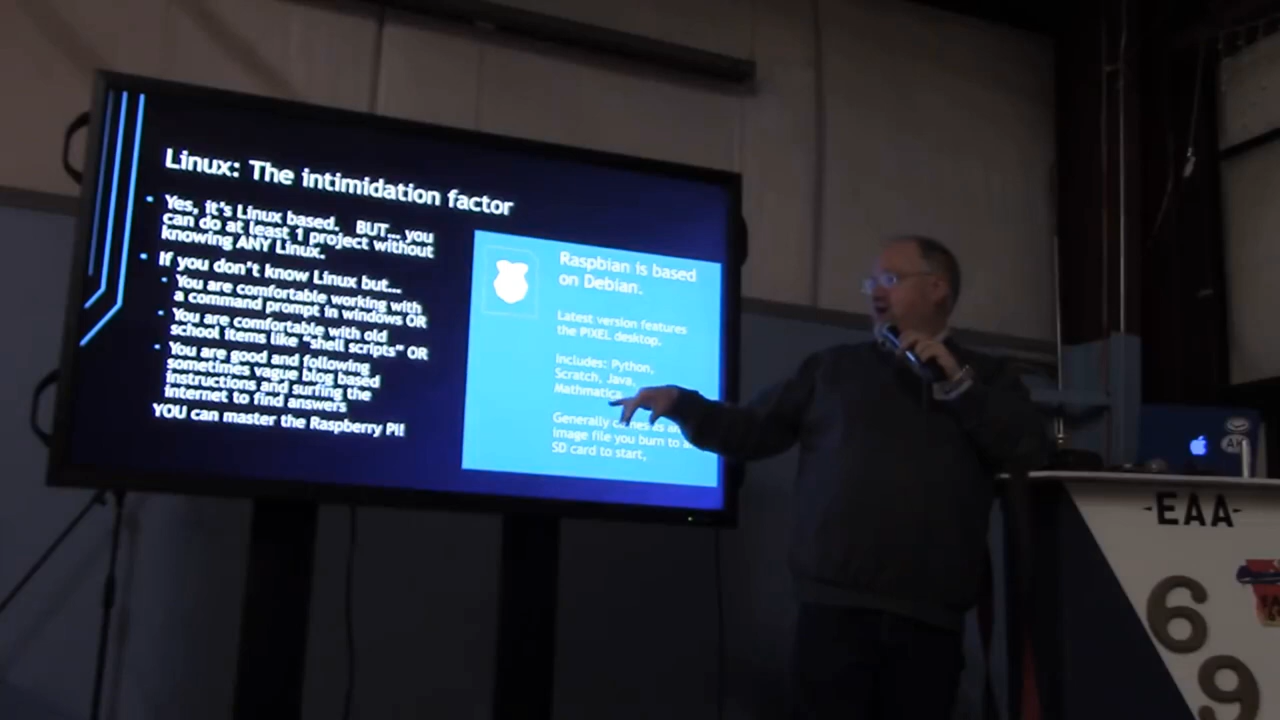 Linux: The intimidation factor
Yes, it's Linux based. BUT... you
can do at least 1 project without
knowing ANY Linux.
If you don't know Linux but...
You are comfortable working with
a command prompt in windows OR
You are comfortable with old
school items like "shell scripts" OR
You are good and following
sometimes vague blog based
instructions and surfing the
internet to find answers
YOU can master the Raspberry Pi!
Raspbian is based
on Debian.
Latest version features
the PIXEL desktop.
Includes: Python,
Scratch, Java,
Mathmatica
Generally as an
image file you burn to
SD card to start,
-EAA-
69